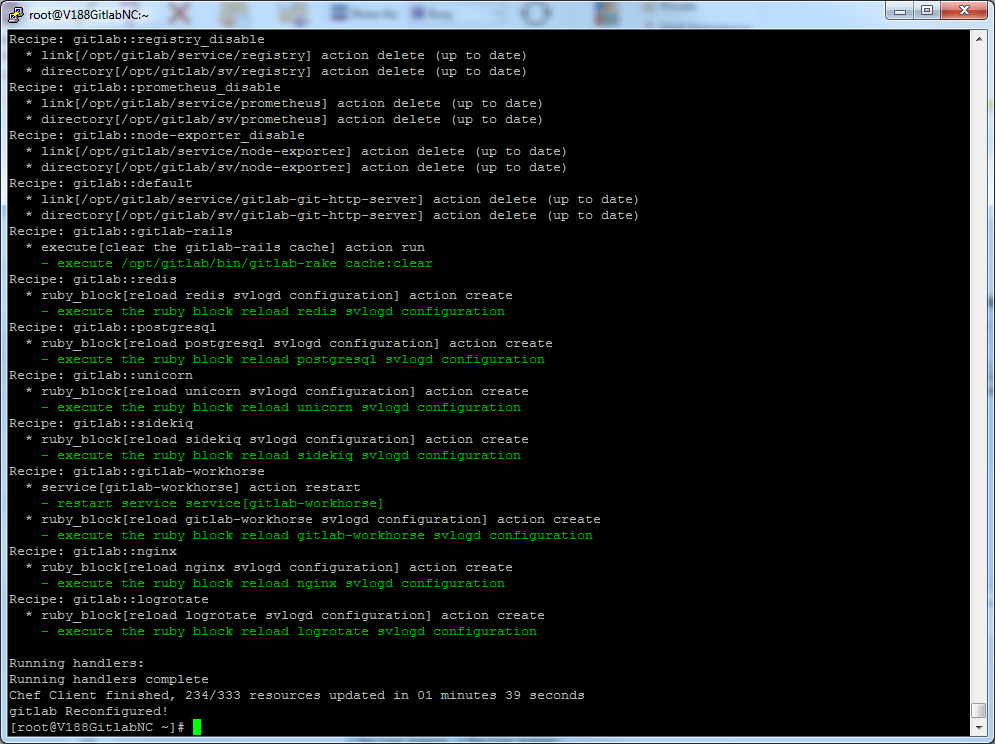 root@V188GitlabNC:~
Recipe: gitlab::registry_disable
  * link[/opt/gitlab/service/registry] action delete (up to date)
  * directory[/opt/gitlab/sv/registry] action delete (up to date)
Recipe: gitlab::prometheus_disable
  * link[/opt/gitlab/service/prometheus] action delete (up to date)
  * directory[/opt/gitlab/sv/prometheus] action delete (up to date)
Recipe: gitlab::node-exporter_disable
  * link[/opt/gitlab/service/node-exporter] action delete (up to date)
  * directory[/opt/gitlab/sv/node-exporter] action delete (up to date)
Recipe: gitlab::default
  * link[/opt/gitlab/service/gitlab-git-http-server] action delete (up to date)
  * directory[/opt/gitlab/sv/gitlab-git-http-server] action delete (up to date)
Recipe: gitlab::gitlab-rails
  * execute[clear the gitlab-rails cache] action run
    - execute /opt/gitlab/bin/gitlab-rake cache:clear
Recipe: gitlab::redis
  * ruby_block[reload redis svlogd configuration] action create
    - execute the ruby block reload redis svlogd configuration
Recipe: gitlab::postgresql
  * ruby_block[reload postgresql svlogd configuration] action create
    - execute the ruby block reload postgresql svlogd configuration
Recipe: gitlab::unicorn
  * ruby_block[reload unicorn svlogd configuration] action create
    - execute the ruby block reload unicorn svlogd configuration
Recipe: gitlab::sidekiq
  * ruby_block[reload sidekiq svlogd configuration] action create
    - execute the ruby block reload sidekiq svlogd configuration
Recipe: gitlab::gitlab-workhorse
  * service[gitlab-workhorse] action restart
    - restart service service[gitlab-workhorse]
  * ruby_block[reload gitlab-workhorse svlogd configuration] action create
    - execute the ruby block reload gitlab-workhorse svlogd configuration
Recipe: gitlab::nginx
  * ruby_block[reload nginx svlogd configuration] action create
    - execute the ruby block reload nginx svlogd configuration
Recipe: gitlab::logrotate
  * ruby_block[reload logrotate svlogd configuration] action create
    - execute the ruby block reload logrotate svlogd configuration

Running handlers:
Running handlers complete
Chef Client finished, 234/333 resources updated in 01 minutes 39 seconds
gitlab Reconfigured!
[root@V188GitlabNC ~]#